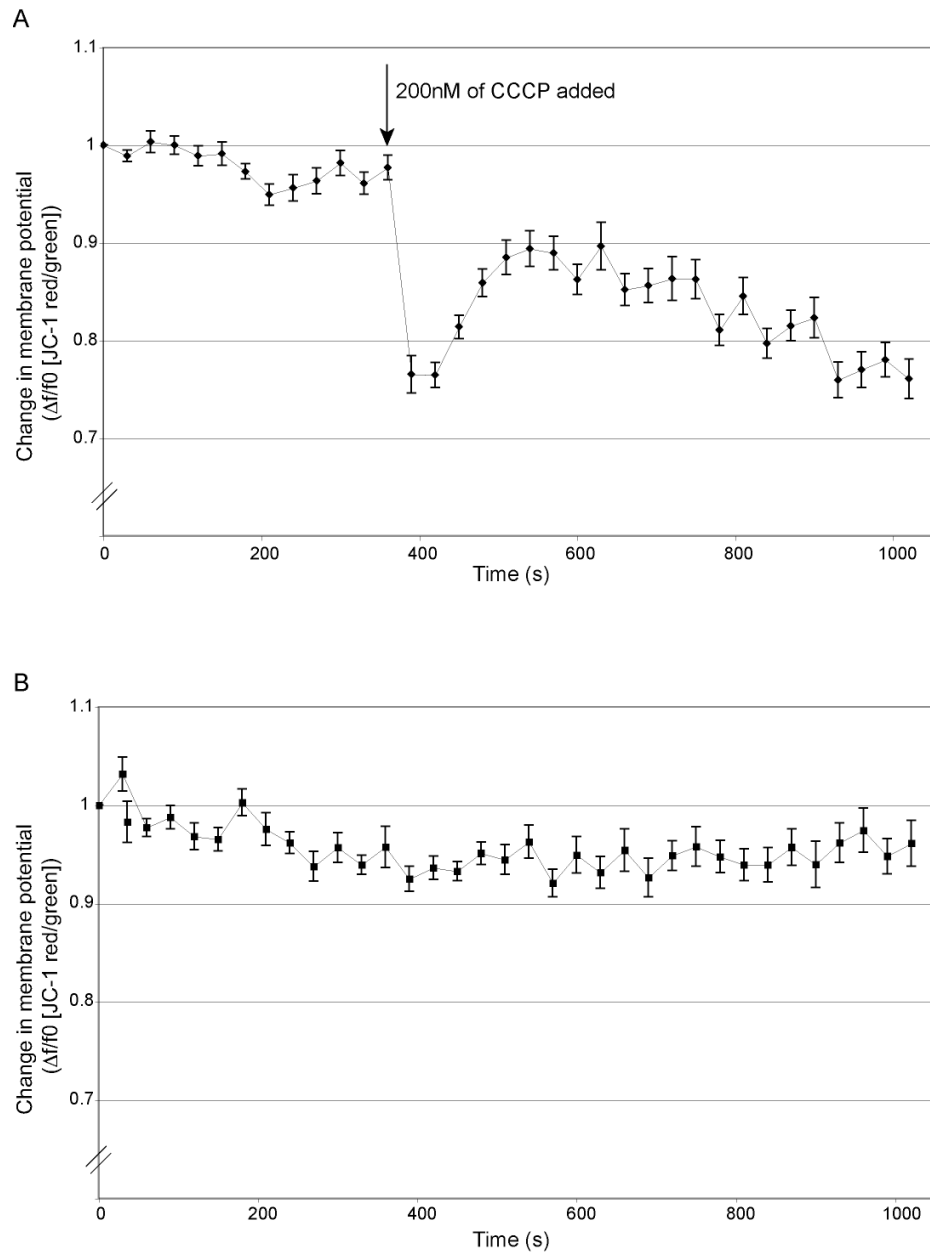 A
1.1
200nM of CCCP added
1
0.9
0.8
0.7
Change in membrane potential
(Δf/f0 [JC-1 red/green])
0 200 400 600 800 1000
Time (s)
B
1.1
1
0.9
0.8
0.7
Change in membrane potential
(Δf/f0 [JC-1 red/green])
0 200 400 600 800 1000
Time (s)